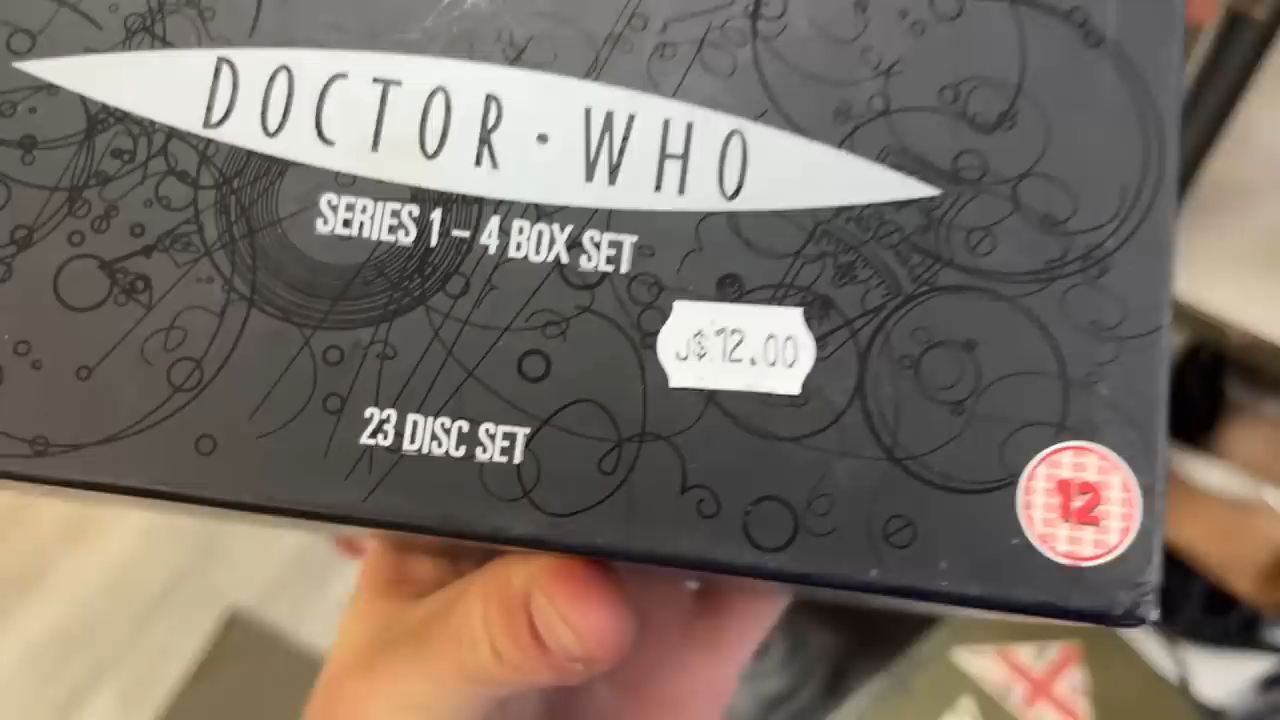 DOCTOR · WHO
SERIES 1 – 4 BOX SET
J$12.00
23 DISC SET
12